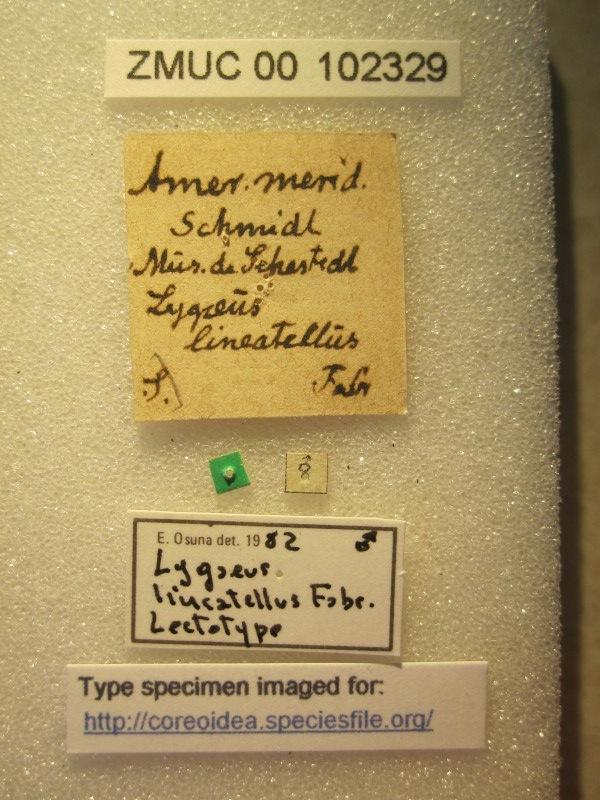 ZMUC 00 102329
Amer. merid.
Schmidt
Mus. de Sehestedt
Lygæus
lineatellus
S. Fabr
♂
E. Osuna det. 1982 ♂
Lygaeus
lineatellus Fabr.
Lectotype
Type specimen imaged for:
http://coreoidea.speciesfile.org/